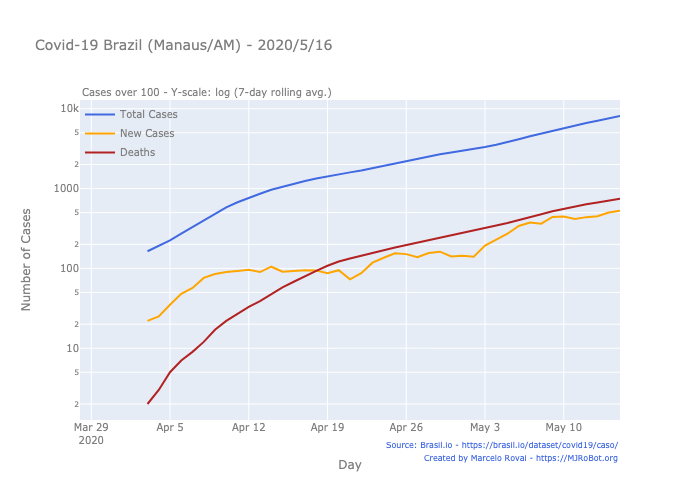 Covid-19 Brazil (Manaus/AM) - 2020/5/16
Cases over 100 - Y-scale: log (7-day rolling avg.)
Total Cases
New Cases
Deaths
10k
5
2
1000
5
2
100
5
2
10
5
2
Number of Cases
Mar 29 Apr 5 Apr 12 Apr 19 Apr 26 May 3 May 10
2020
Day
Source: Brasil.io - https://brasil.io/dataset/covid19/caso/
Created by Marcelo Rovai - https://MJRoBot.org